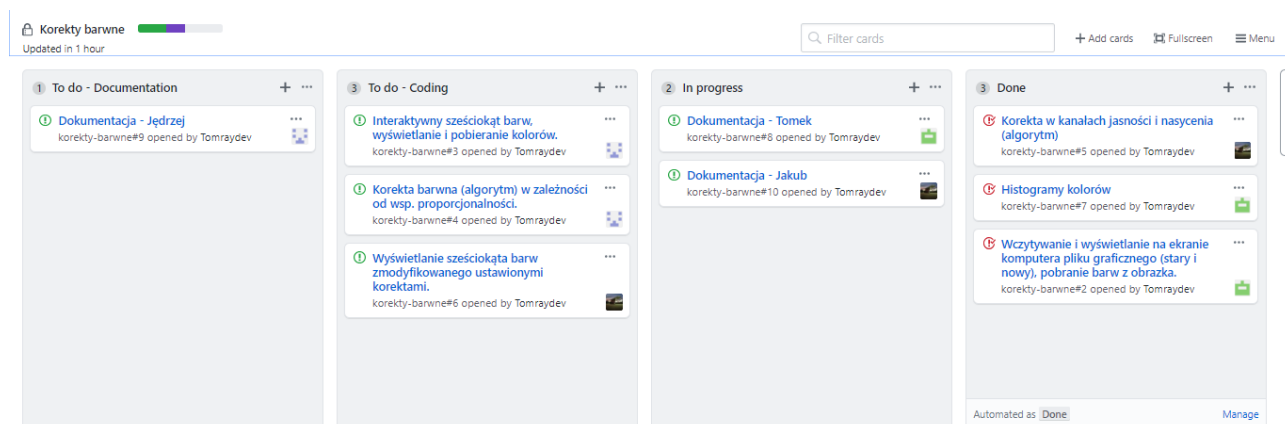 Korekty barwne
Updated in 1 hour
Filter cards
Add cards
Fullscreen
Menu
1 To do - Documentation
Dokumentacja - Jędrzej
korekty-barwne#9 opened by Tomraydev
3 To do - Coding
Interaktywny sześciokąt barw,
wyświetlanie i pobieranie kolorów.
korekty-barwne#3 opened by Tomraydev
Korekta barwna (algorytm) w zależności
od wsp. proporcjonalności.
korekty-barwne#4 opened by Tomraydev
Wyświetlanie sześciokąta barw
zmodyfikowanego ustawionymi
korektami.
korekty-barwne#6 opened by Tomraydev
2 In progress
Dokumentacja - Tomek
korekty-barwne#8 opened by Tomraydev
Dokumentacja - Jakub
korekty-barwne#10 opened by Tomraydev
3 Done
Korekta w kanałach jasności i nasycenia
(algorytm)
korekty-barwne#5 opened by Tomraydev
Histogramy kolorów
korekty-barwne#7 opened by Tomraydev
Wczytywanie i wyświetlanie na ekranie
komputera pliku graficznego (stary i
nowy), pobranie barw z obrazka.
korekty-barwne#2 opened by Tomraydev
Automated as Done
Manage